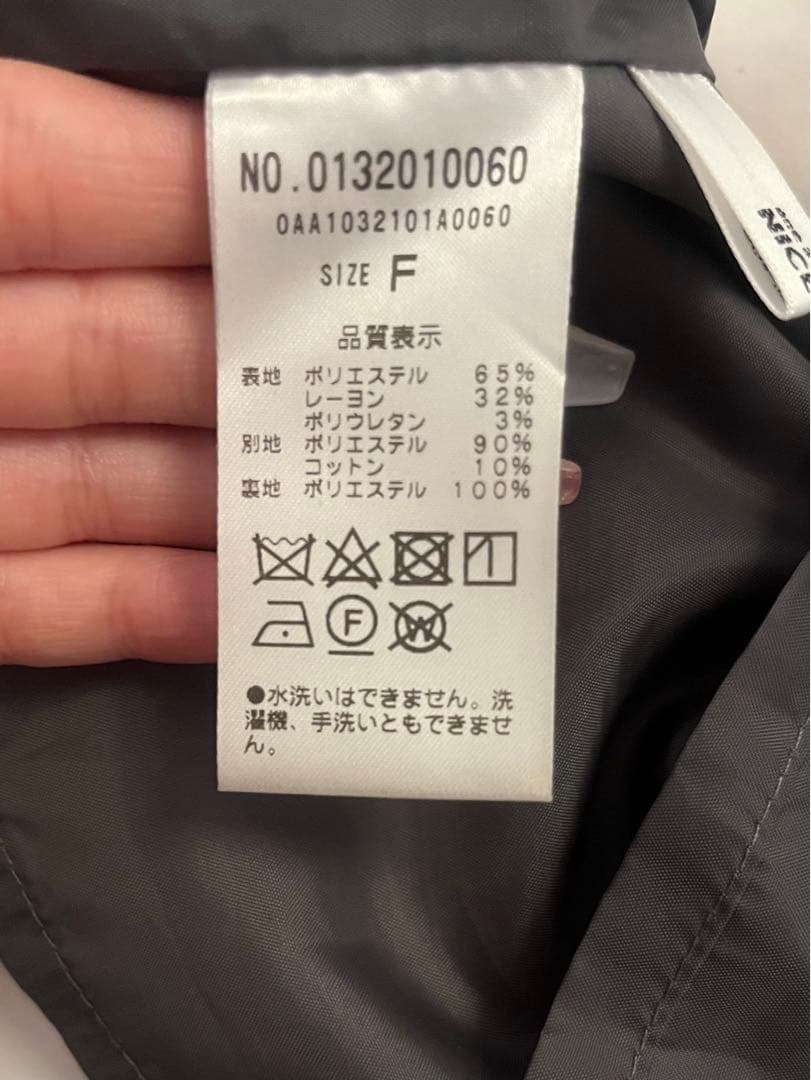 NO.0132010060
0AA1032101A0060
SIZE F
品質表示
表地 ポリエステル 65%
レーヨン 32%
ポリウレタン 3%
別地 ポリエステル 90%
コットン 10%
裏地 ポリエステル 100%
F
W
●水洗いはできません。洗
濯機、手洗いともできませ
ん。